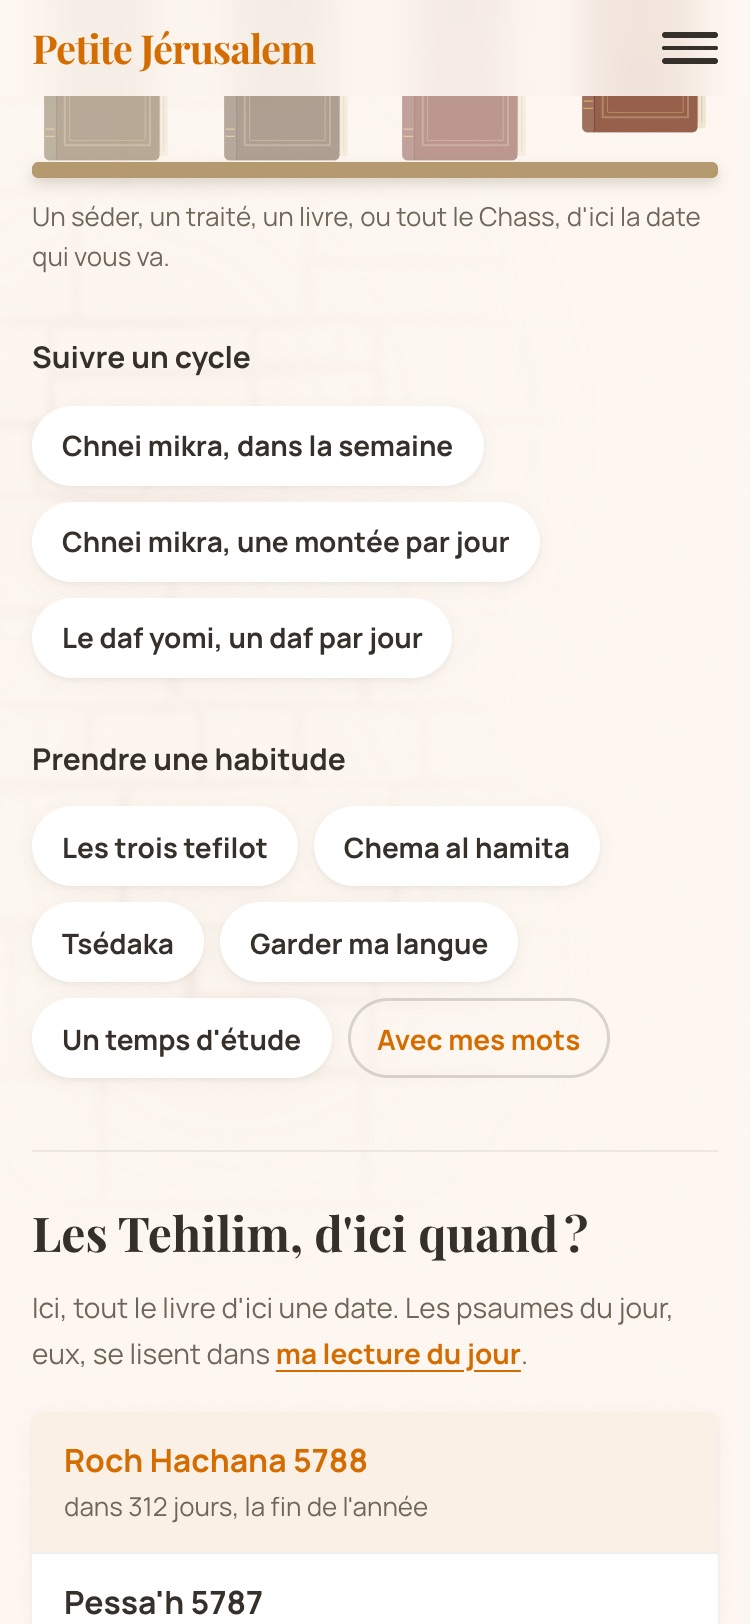 Petite Jérusalem
Un séder, un traité, un livre, ou tout le Chass, d'ici la date
qui vous va.
Suivre un cycle
Chnei mikra, dans la semaine
Chnei mikra, une montée par jour
Le daf yomi, un daf par jour
Prendre une habitude
Les trois tefilot
Chema al hamita
Tsédaka
Garder ma langue
Un temps d'étude
Avec mes mots
Les Tehilim, d'ici quand ?
Ici, tout le livre d'ici une date. Les psaumes du jour,
eux, se lisent dans ma lecture du jour.
Roch Hachana 5788
dans 312 jours, la fin de l'année
Pessa'h 5787